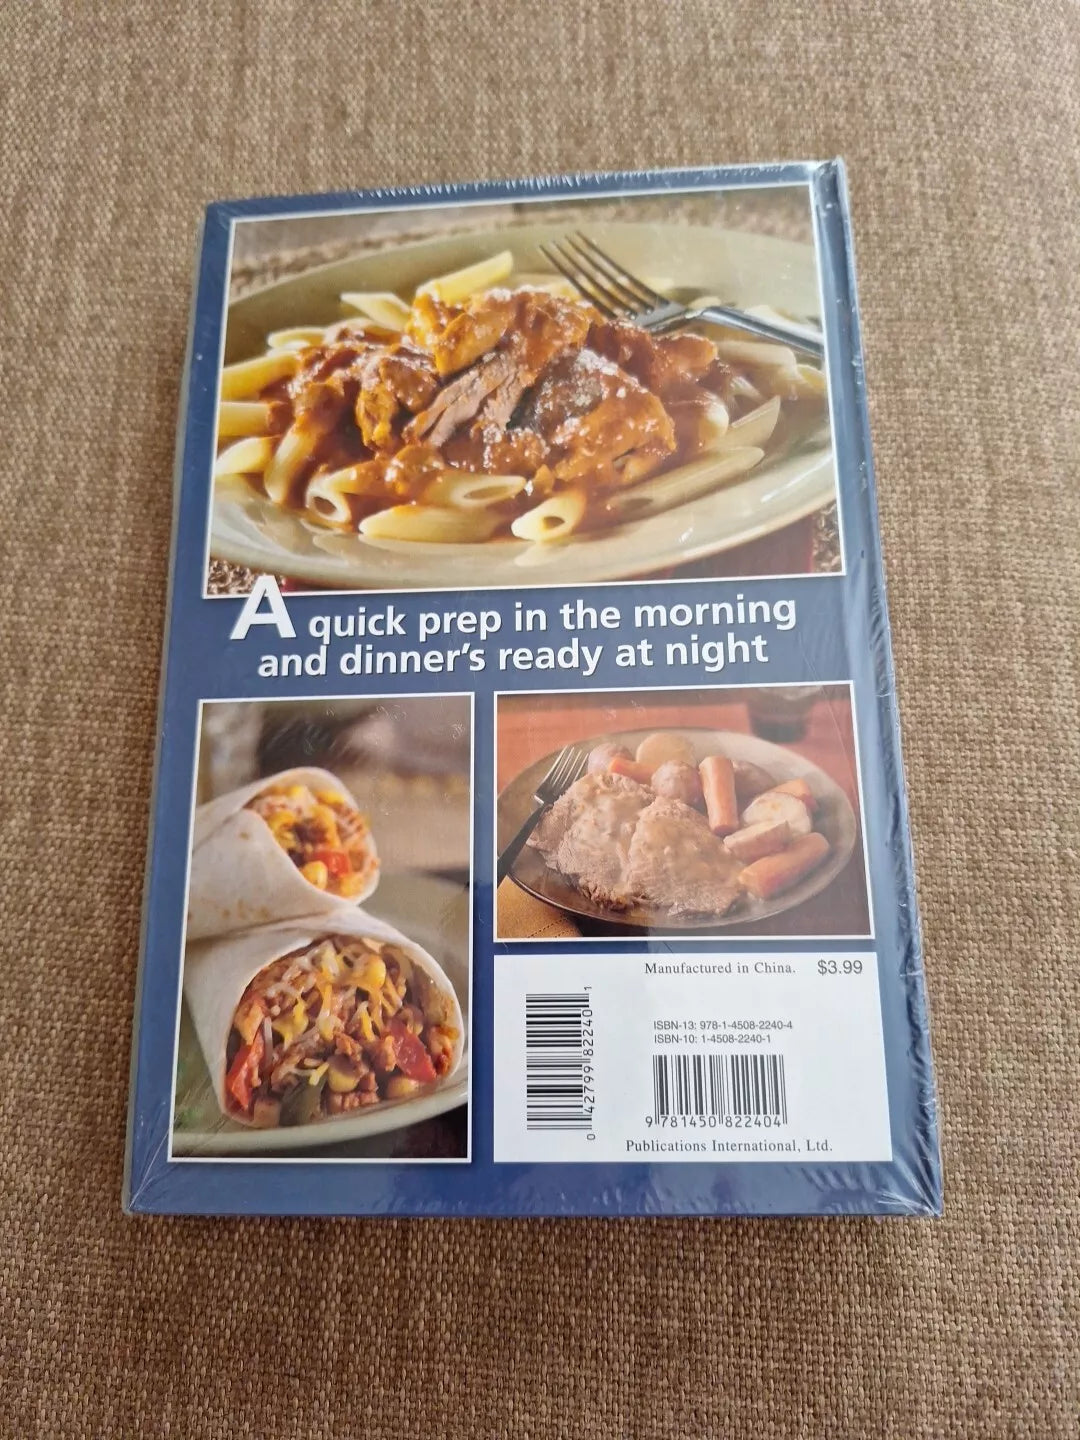 A quick prep in the morning
and dinner's ready at night
Manufactured in China. $3.99
0 42799 82240 1
ISBN-13: 978-1-4508-2240-4
ISBN-10: 1-4508-2240-1
9 781450 822404
Publications International, Ltd.